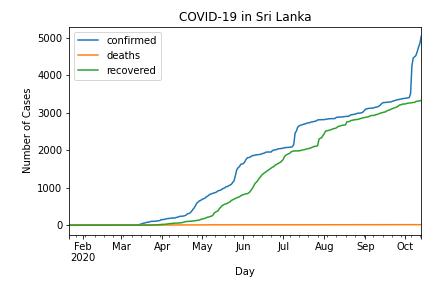 COVID-19 in Sri Lanka
confirmed
deaths
recovered
Number of Cases
5000
4000
3000
2000
1000
0
Feb Mar Apr May Jun Jul Aug Sep Oct
2020
Day